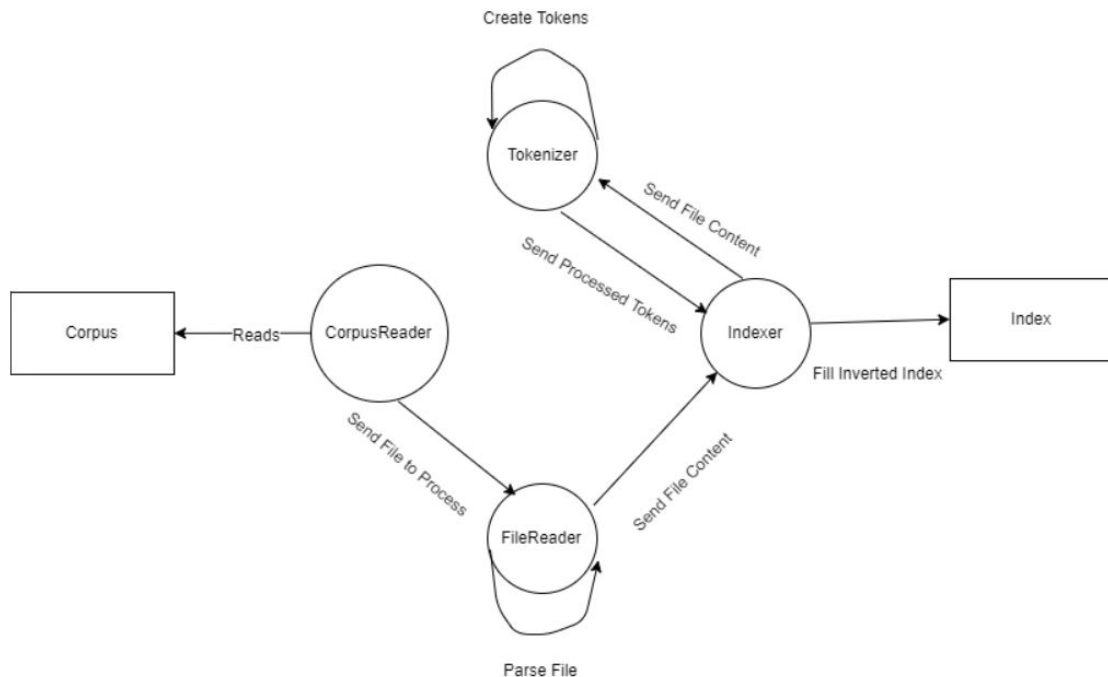 Create Tokens
Tokenizer
Send File Content
Send Processed Tokens
Corpus
Reads
CorpusReader
Indexer
Index
Fill Inverted Index
Send File to Process
Send File Content
FileReader
Parse File